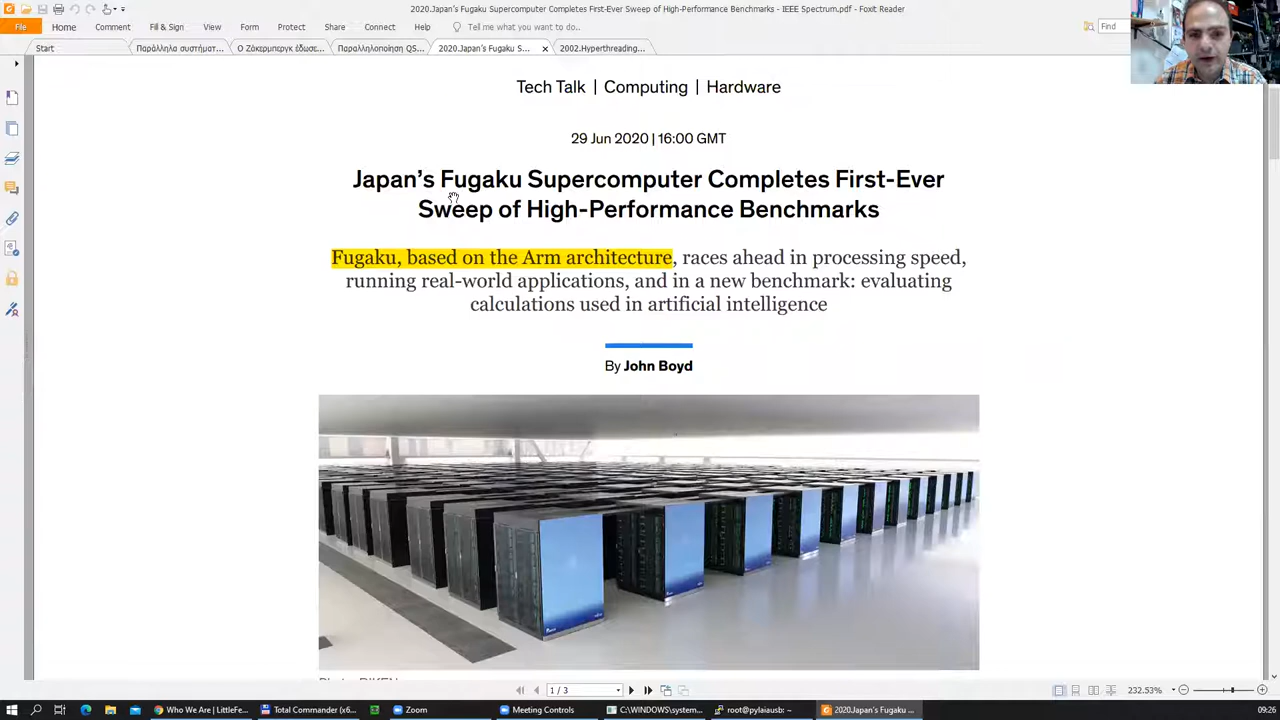 2020.Japan's Fugaku Supercomputer Completes First-Ever Sweep of High-Performance Benchmarks - IEEE Spectrum.pdf - Foxit Reader
File Home Comment Fill & Sign View Form Protect Share Connect Help Tell me what you want to do... Find
Start Παράλληλα συστήματ... Ο Ζόκερμπεργκ έδωσε... Παραλληλοποίηση QS... 2020.Japan's Fugaku S... 2002.Hyperthreading...
Tech Talk | Computing | Hardware
29 Jun 2020 | 16:00 GMT
Japan's Fugaku Supercomputer Completes First-Ever
Sweep of High-Performance Benchmarks
Fugaku, based on the Arm architecture, races ahead in processing speed,
running real-world applications, and in a new benchmark: evaluating
calculations used in artificial intelligence
By John Boyd
1 / 3
232.53%
Who We Are | LittleFe... Total Commander (x6... Zoom Meeting Controls C:\WINDOWS\system... root@pylaiausb: ~ 2020.Japan's Fugaku ... 09:26